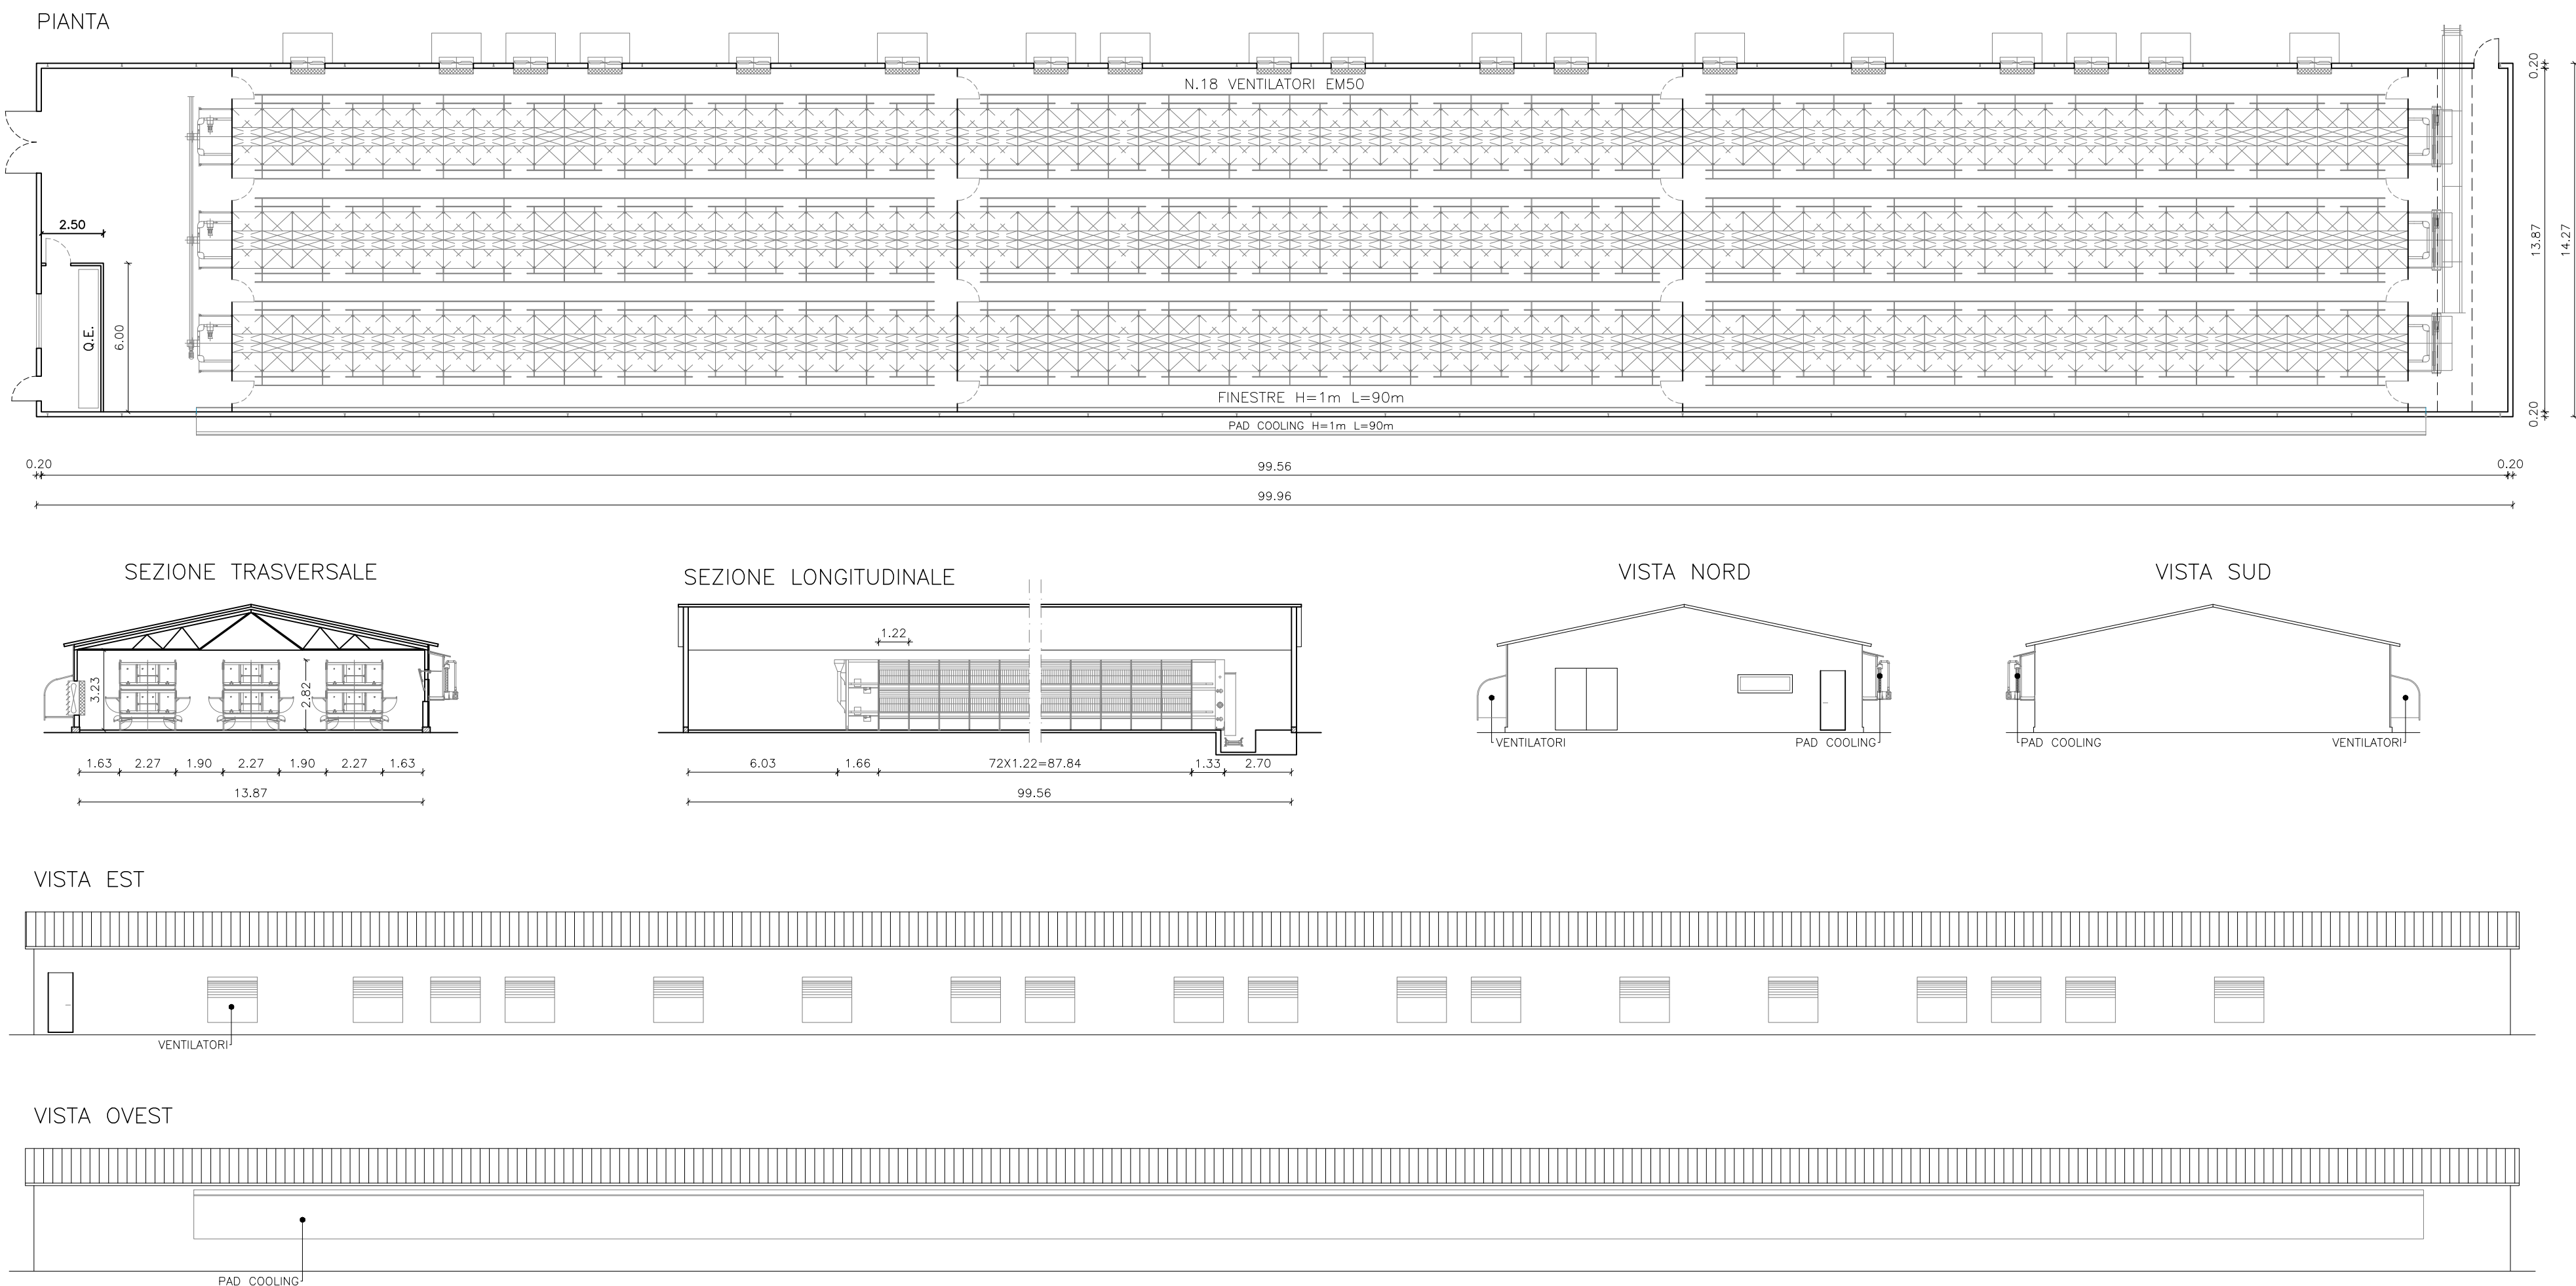 PIANTA
N.18 VENTILATORI EM50
0.20
2.50
13.87
14.27
Q.E.
6.00
FINESTRE H=1m L=90m
0.20
PAD COOLING H=1m L=90m
0.20
99.56
0.20
99.96
SEZIONE TRASVERSALE
3.23
2.82
1.63
2.27
1.90
2.27
1.90
2.27
1.63
13.87
SEZIONE LONGITUDINALE
1.22
6.03
1.66
72X1.22=87.84
1.33
2.70
99.56
VISTA NORD
VENTILATORI
PAD COOLING
VISTA SUD
PAD COOLING
VENTILATORI
VISTA EST
VENTILATORI
VISTA OVEST
PAD COOLING